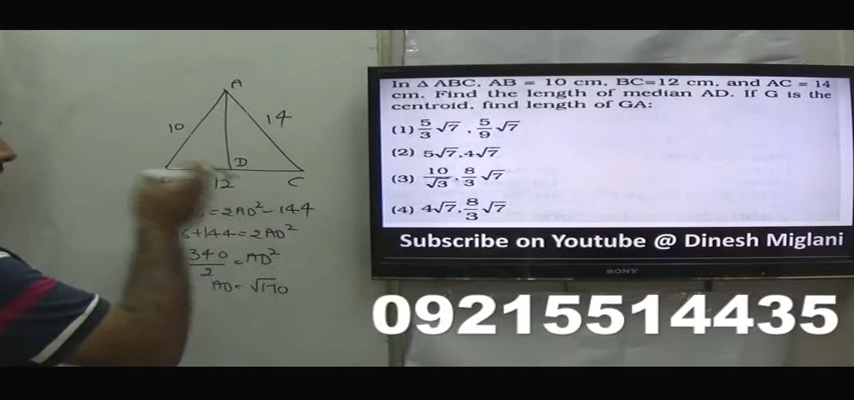 A
10
14
D
12
C
= 2AD² - 144
+144 = 2AD²
340/2 = AD²
AD = √170
In Δ ABC, AB = 10 cm, BC=12 cm, and AC = 14
cm. Find the length of median AD. If G is the
centroid, find length of GA:
(1) 5/3 √7 , 5/9 √7
(2) 5√7,4√7
(3) 10/√3 , 8/3 √7
(4) 4√7, 8/3 √7
Subscribe on Youtube @ Dinesh Miglani
SONY
09215514435